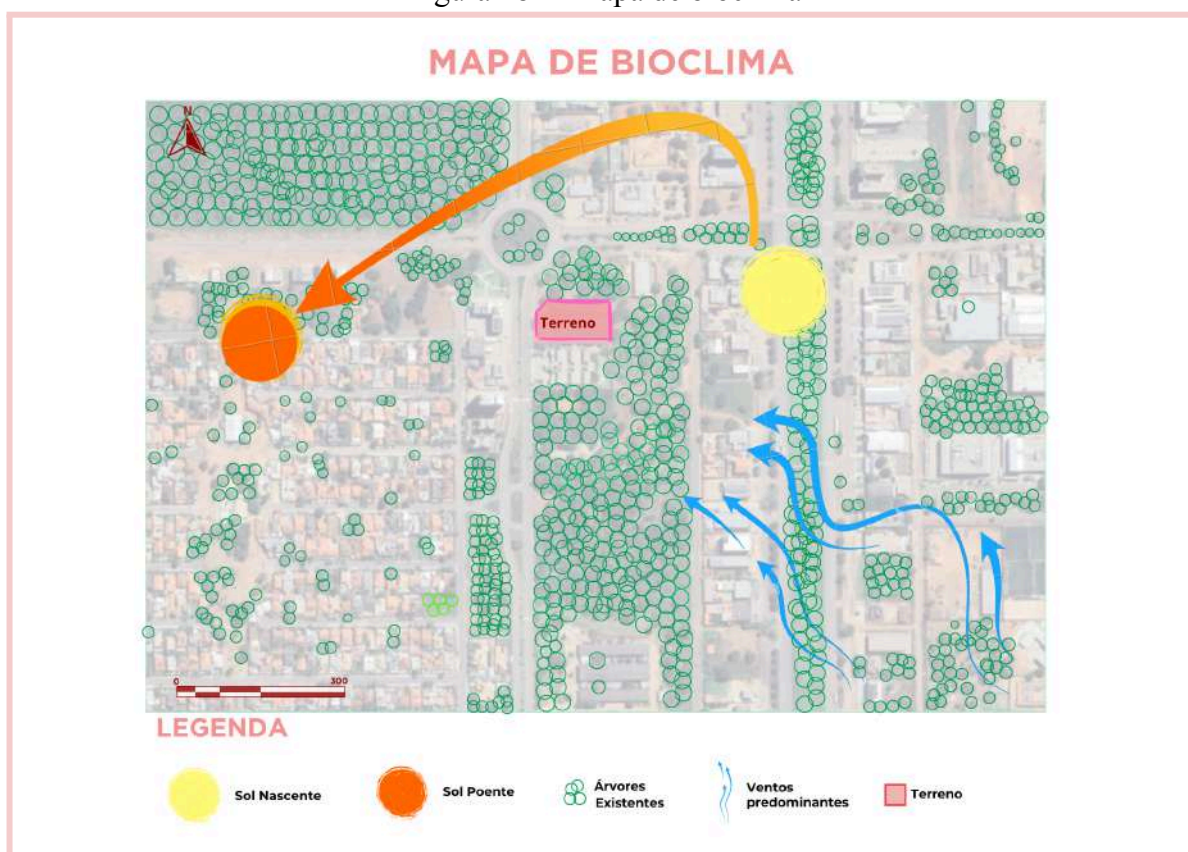 MAPA DE BIOCLIMA
N
Terreno
0 300
LEGENDA
Sol Nascente
Sol Poente
Árvores
Existentes
Ventos
predominantes
Terreno